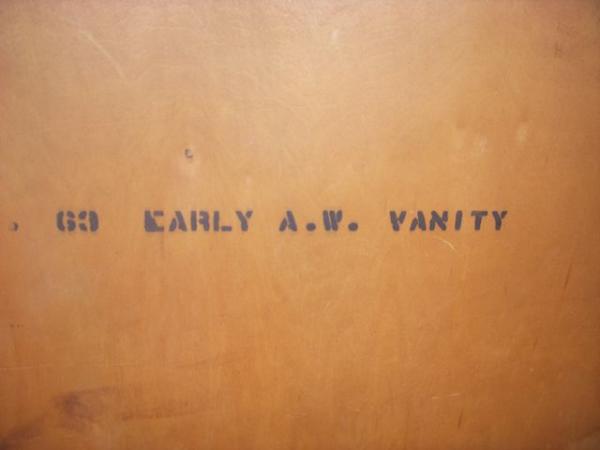 . 63 EARLY A.W. VANITY